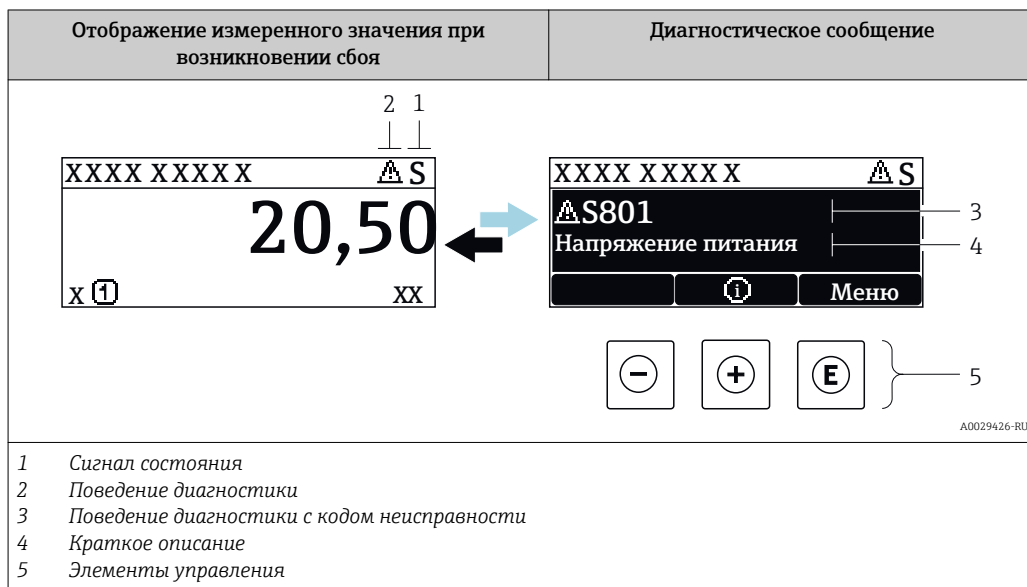 Отображение измеренного значения при
возникновении сбоя
Диагностическое сообщение
2 1
XXXX XXXXX
S
20,50
X 1
XX
XXXX XXXXX
S
S801
3
Напряжение питания
4
i Меню
− + E
5
A0029426-RU
1 Сигнал состояния
2 Поведение диагностики
3 Поведение диагностики с кодом неисправности
4 Краткое описание
5 Элементы управления